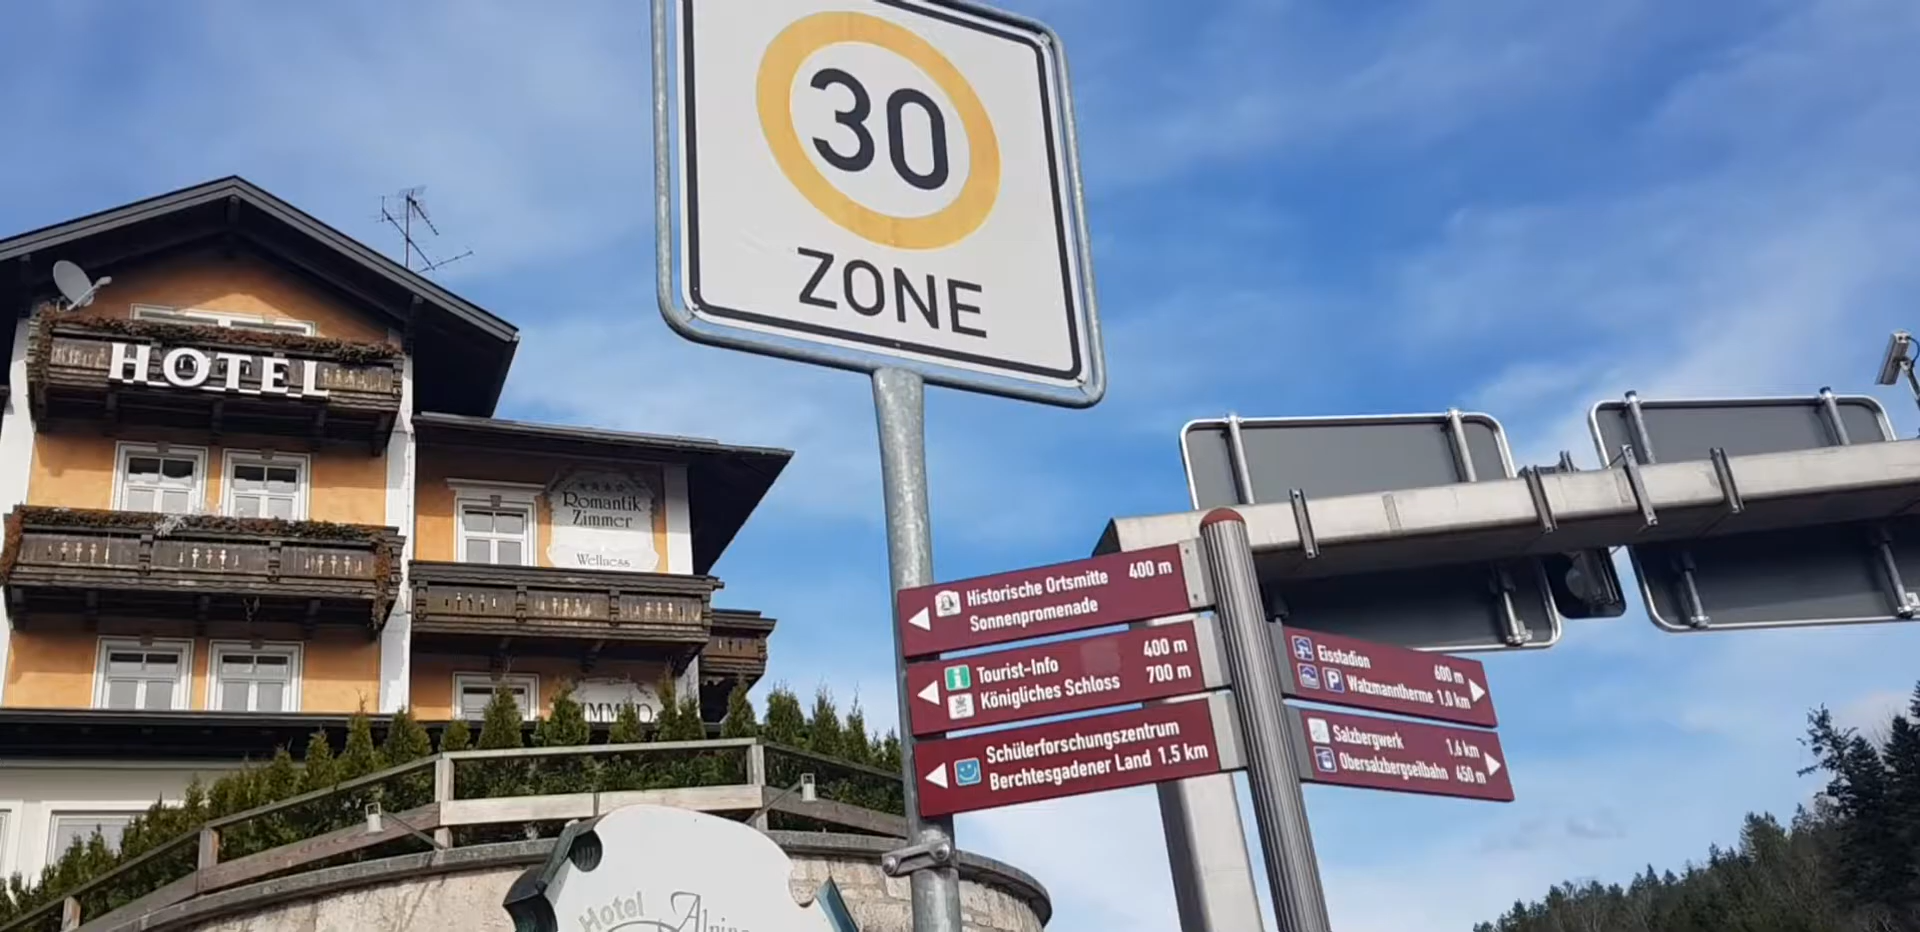 30
ZONE
HOTEL
Romantik
Zimmer
Wellness
Historische Ortsmitte 400 m
Sonnenpromenade
Tourist-Info 400 m
Königliches Schloss 700 m
Schülerforschungszentrum
Berchtesgadener Land 1.5 km
Eisstadion 600 m
P Watzmanntherme 1,0 km
Salzbergwerk 1,6 km
Obersalzbergseilbahn 450 m
Hotel